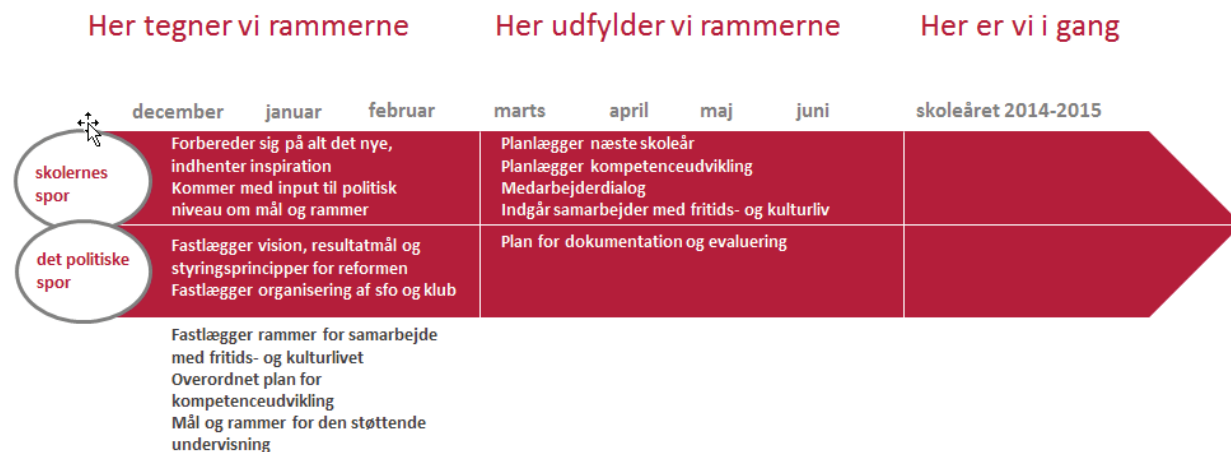 Her tegner vi rammerne
Her udfylder vi rammerne
Her er vi i gang
december januar februar marts april maj juni skoleåret 2014-2015
skolernes
spor
Forbereder sig på alt det nye,
indhenter inspiration
Kommer med input til politisk
niveau om mål og rammer
Planlægger næste skoleår
Planlægger kompetenceudvikling
Medarbejderdialog
Indgår samarbejder med fritids- og kulturliv
det politiske
spor
Fastlægger vision, resultatmål og
styringsprincipper for reformen
Fastlægger organisering af sfo og klub
Plan for dokumentation og evaluering
Fastlægger rammer for samarbejde
med fritids- og kulturlivet
Overordnet plan for
kompetenceudvikling
Mål og rammer for den støttende
undervisning